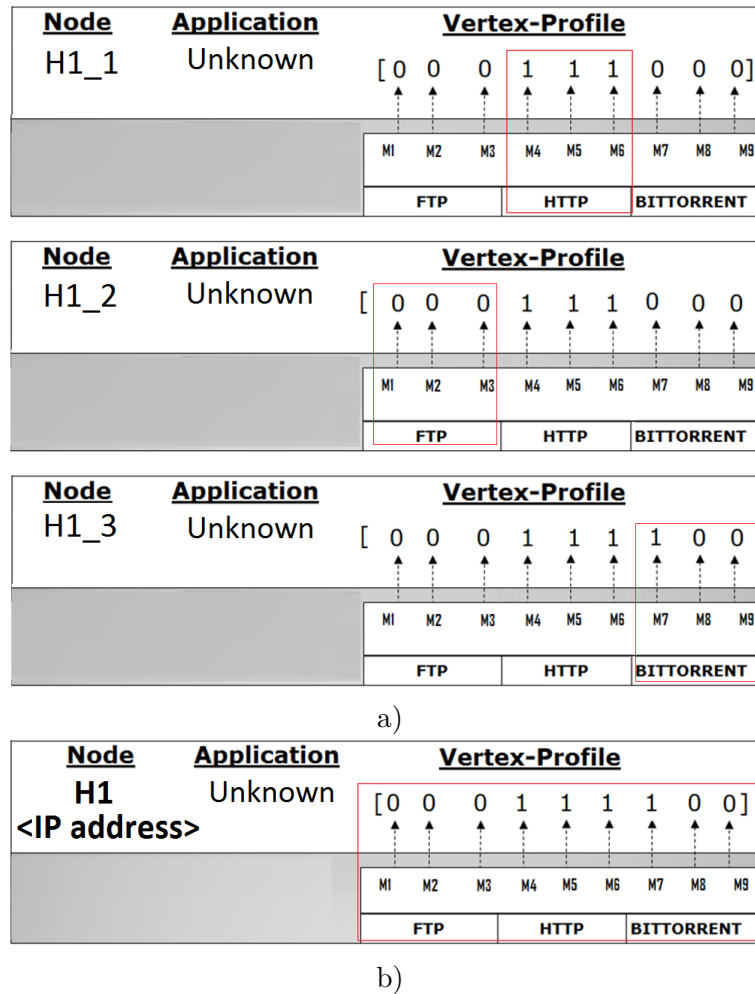 Node Application Vertex-Profile
H1_1 Unknown [0 0 0 1 1 1 0 0 0]
M1 M2 M3 M4 M5 M6 M7 M8 M9
FTP HTTP BITTORRENT
Node Application Vertex-Profile
H1_2 Unknown [ 0 0 0 1 1 1 0 0 0
M1 M2 M3 M4 M5 M6 M7 M8 M9
FTP HTTP BITTORRENT
Node Application Vertex-Profile
H1_3 Unknown [ 0 0 0 1 1 1 1 0 0
M1 M2 M3 M4 M5 M6 M7 M8 M9
FTP HTTP BITTORRENT
a)
Node Application Vertex-Profile
H1 Unknown [0 0 0 1 1 1 1 0 0]
<IP address>
M1 M2 M3 M4 M5 M6 M7 M8 M9
FTP HTTP BITTORRENT
b)